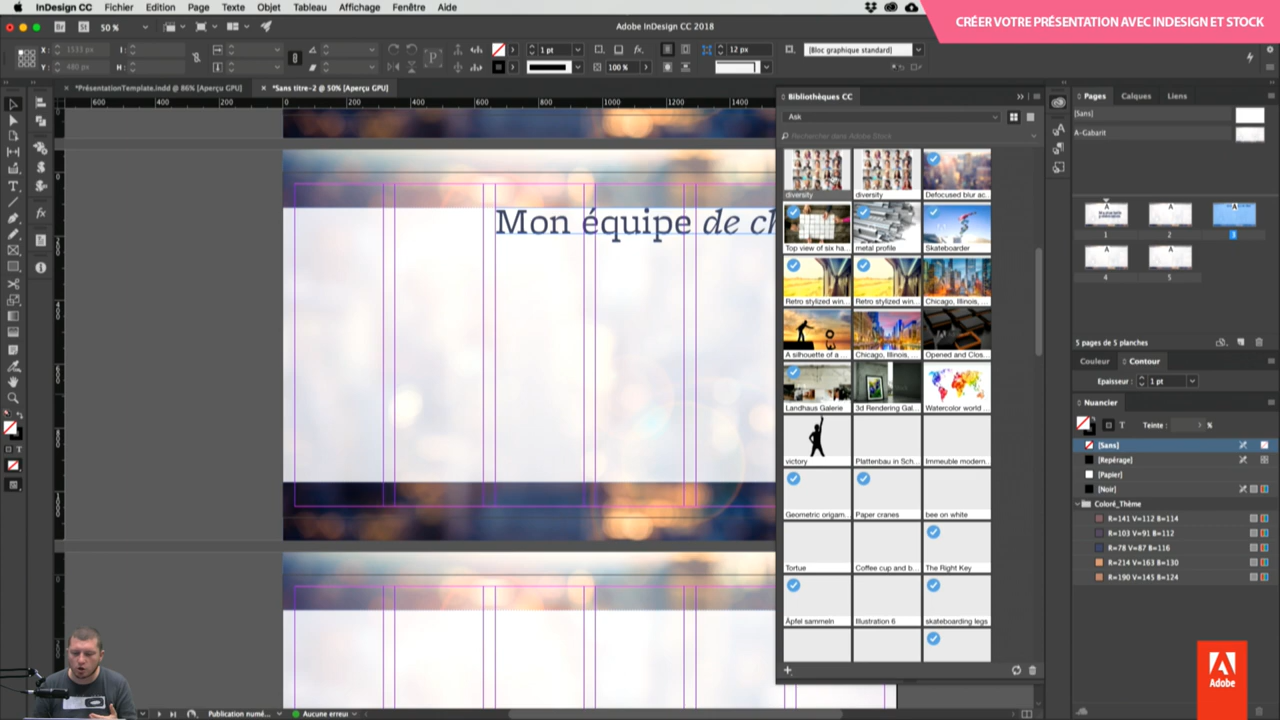 InDesign CC Fichier Edition Page Texte Objet Tableau Affichage Fenêtre Aide
CRÉER VOTRE PRÉSENTATION AVEC INDESIGN ET STOCK
Br St 50 % Adobe InDesign CC 2018
X: 1533 px L: 1 pt 12 px [Bloc graphique standard]
Y: 480 px H: 100 %
*PrésentationTemplate.indd @ 86% [Aperçu GPU] *Sans titre-2 @ 50% [Aperçu GPU]
600 400 200 0 200 400 600 800 1000 1200 1400
Bibliothèques CC
Ask
Rechercher dans Adobe Stock
diversity diversity Defocused blur ac...
Top view of six ha... metal profile Skateboarder
Retro stylized win... Retro stylized win... Chicago, Illinois, ...
A silhouette of a ... Chicago, Illinois, ... Opened and Clos...
Landhaus Galerie 3d Rendering Gal... Watercolor world ...
victory Plattenbau in Sch... Immeuble modern...
Geometric origam... Paper cranes bee on white
Tortue Coffee cup and b... The Right Key
Äpfel sammeln Illustration 6 skateboarding legs
Mon équipe de ch
Pages Calques Liens
[Sans]
A-Gabarit
1 2 3
4 5
5 pages de 5 planches
Couleur Contour
Epaisseur : 1 pt
Nuancier
T Teinte : %
[Sans]
[Repérage]
[Papier]
[Noir]
Coloré_Thème
R=141 V=112 B=114
R=103 V=91 B=112
R=78 V=87 B=116
R=214 V=163 B=130
R=190 V=145 B=124
Publication numé... Aucune erreur
Adobe